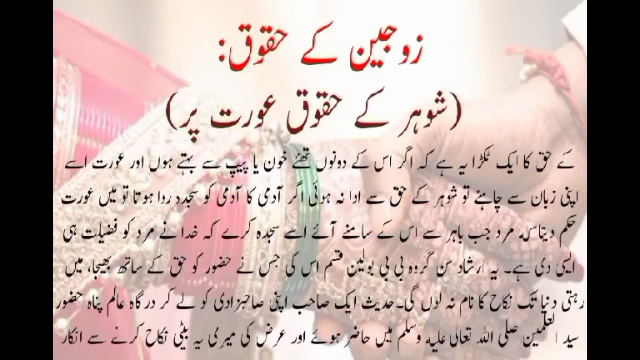 زوجین کے حقوق:
(شوہر کے حقوق عورت پر)
کے حق کا ایک ٹکڑا یہ ہے کہ اگر اس کے دونوں نتھنے خون یا پیپ سے بہتے ہوں اور عورت اسے
اپنی زبان سے چاہٹے تو شوہر کے حق سے ادا نہ ہوئی اگر آدمی کا آدمی کو سجدہ ردا ہوتا تو میں عورت
حکم دیتاسہ مرد جب باہر سے اس کے سامنے آئے اسے سجدہ کرے کہ خدا نے مرد کو فضیلت ہی
ایسی دی ہے۔ یہ ارشاد سن گروہ بی بی بولیں قسم اس کی جس نے حضور کو حق کے ساتھ بھیجا، میں
رہتی دنیا تک نکاح کا نام نہ لوں گی۔ حدیث ایک صاحب اپنی صاحبزادی کو لے کر درگاہ عالم پناہ حضور
سید العلمین صلی اللہ تعالیٰ علیہ وسلم میں حاضر ہوئے اور عرض کی میری یہ بیٹی نکاح کرنے سے انکار